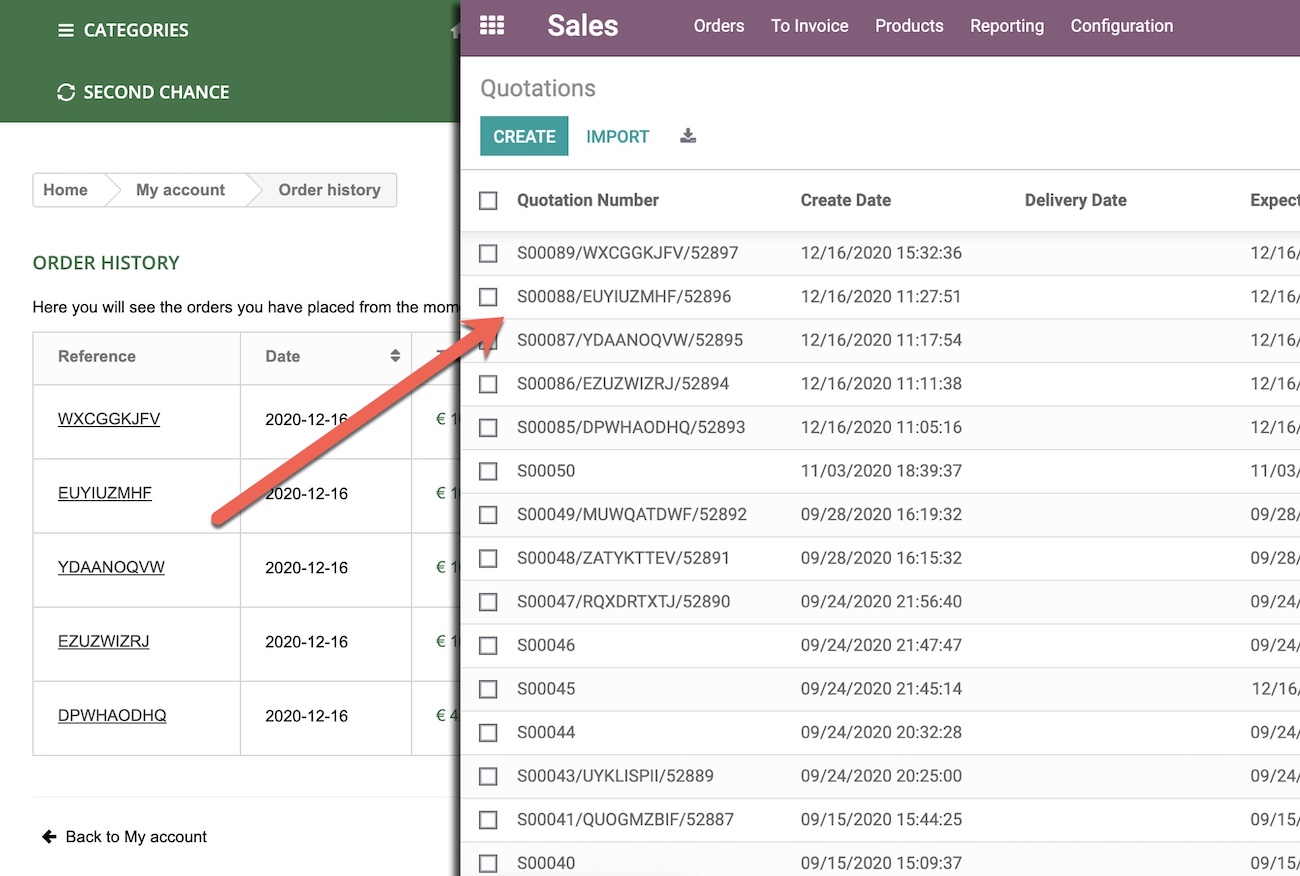 CATEGORIES
SECOND CHANCE
Home My account Order history
ORDER HISTORY
Here you will see the orders you have placed from the
Reference Date
WXCGGKJFV 2020-12-16 €
EUYIUZMHF 2020-12-16 €
YDAANOQVW 2020-12-16 €
EZUZWIZRJ 2020-12-16 €
DPWHAODHQ 2020-12-16 € 4
Back to My account
Sales Orders To Invoice Products Reporting Configuration
Quotations
CREATE IMPORT
Quotation Number Create Date Delivery Date Expect
S00089/WXCGGKJFV/52897 12/16/2020 15:32:36 12/16/
S00088/EUYIUZMHF/52896 12/16/2020 11:27:51 12/16/
S00087/YDAANOQVW/52895 12/16/2020 11:17:54 12/16/
S00086/EZUZWIZRJ/52894 12/16/2020 11:11:38 12/16/
S00085/DPWHAODHQ/52893 12/16/2020 11:05:16 12/16/
S00050 11/03/2020 18:39:37 11/03/
S00049/MUWQATDWF/52892 09/28/2020 16:19:32 09/28/
S00048/ZATYKTTEV/52891 09/28/2020 16:15:32 09/28/
S00047/RQXDRTXTJ/52890 09/24/2020 21:56:40 09/24/
S00046 09/24/2020 21:47:47 09/24/
S00045 09/24/2020 21:45:14 12/16/
S00044 09/24/2020 20:32:28 09/24/
S00043/UYKLISPII/52889 09/24/2020 20:25:00 09/24/
S00041/QUOGMZBIF/52887 09/15/2020 15:44:25 09/15/
S00040 09/15/2020 15:09:37 09/15/